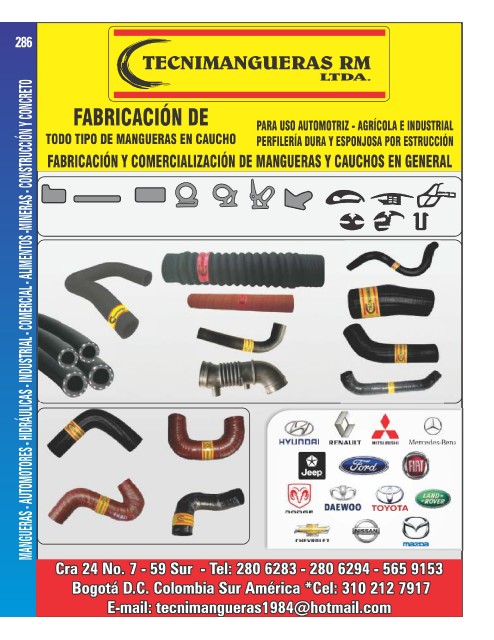 286
MANGUERAS - AUTOMOTORES - HIDRÁULICAS - INDUSTRIAL - COMERCIAL - ALIMENTOS -MINERAS - CONSTRUCCIÓN Y CONCRETO
TECNIMANGUERAS RM
LTDA.
FABRICACIÓN DE
TODO TIPO DE MANGUERAS EN CAUCHO
PARA USO AUTOMOTRIZ - AGRÍCOLA E INDUSTRIAL
PERFILERÍA DURA Y ESPONJOSA POR ESTRUCCIÓN
FABRICACIÓN Y COMERCIALIZACIÓN DE MANGUERAS Y CAUCHOS EN GENERAL
HYUNDAI RENAULT MITSUBISHI Mercedes-Benz
Jeep Ford FIAT
DODGE DAEWOO TOYOTA LAND ROVER
CHEVROLET NISSAN mazda
Cra 24 No. 7 - 59 Sur - Tel: 280 6283 - 280 6294 - 565 9153
Bogotá D.C. Colombia Sur América *Cel: 310 212 7917
E-mail: tecnimangueras1984@hotmail.com